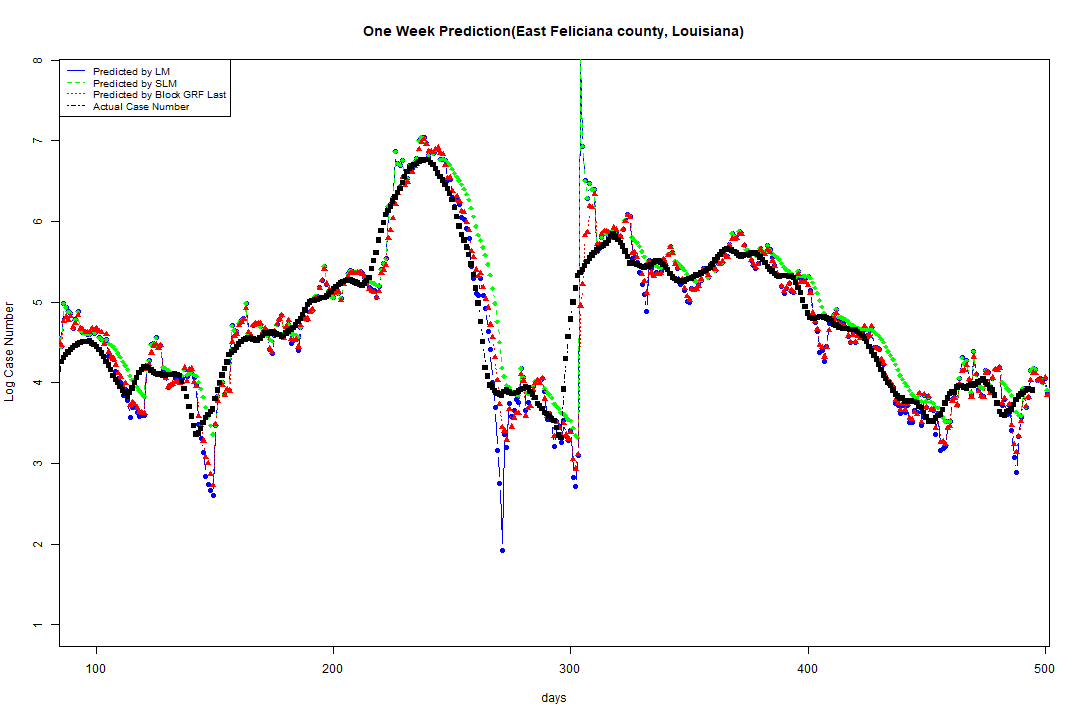 One Week Prediction(East Feliciana county, Louisiana)
Predicted by LM
Predicted by SLM
Predicted by Block GRF Last
Actual Case Number
8
7
6
5
4
3
2
1
Log Case Number
100 200 300 400 500
days